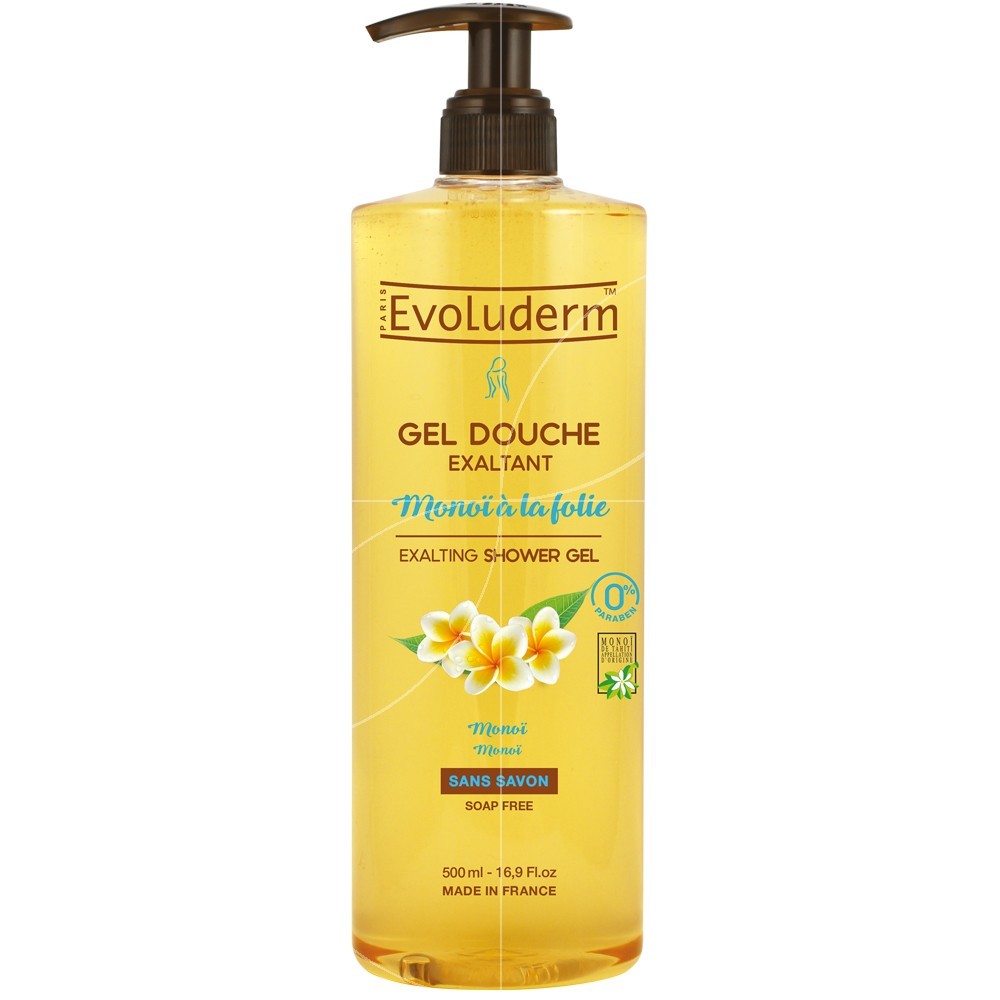 PARIS
Evoluderm™
GEL DOUCHE
EXALTANT
Monoï à la folie
EXALTING SHOWER GEL
0%
PARABEN
MONOÏ
DE TAHITI
APPELLATION
D'ORIGINE
Monoï
Monoï
SANS SAVON
SOAP FREE
500 ml - 16,9 Fl.oz
MADE IN FRANCE